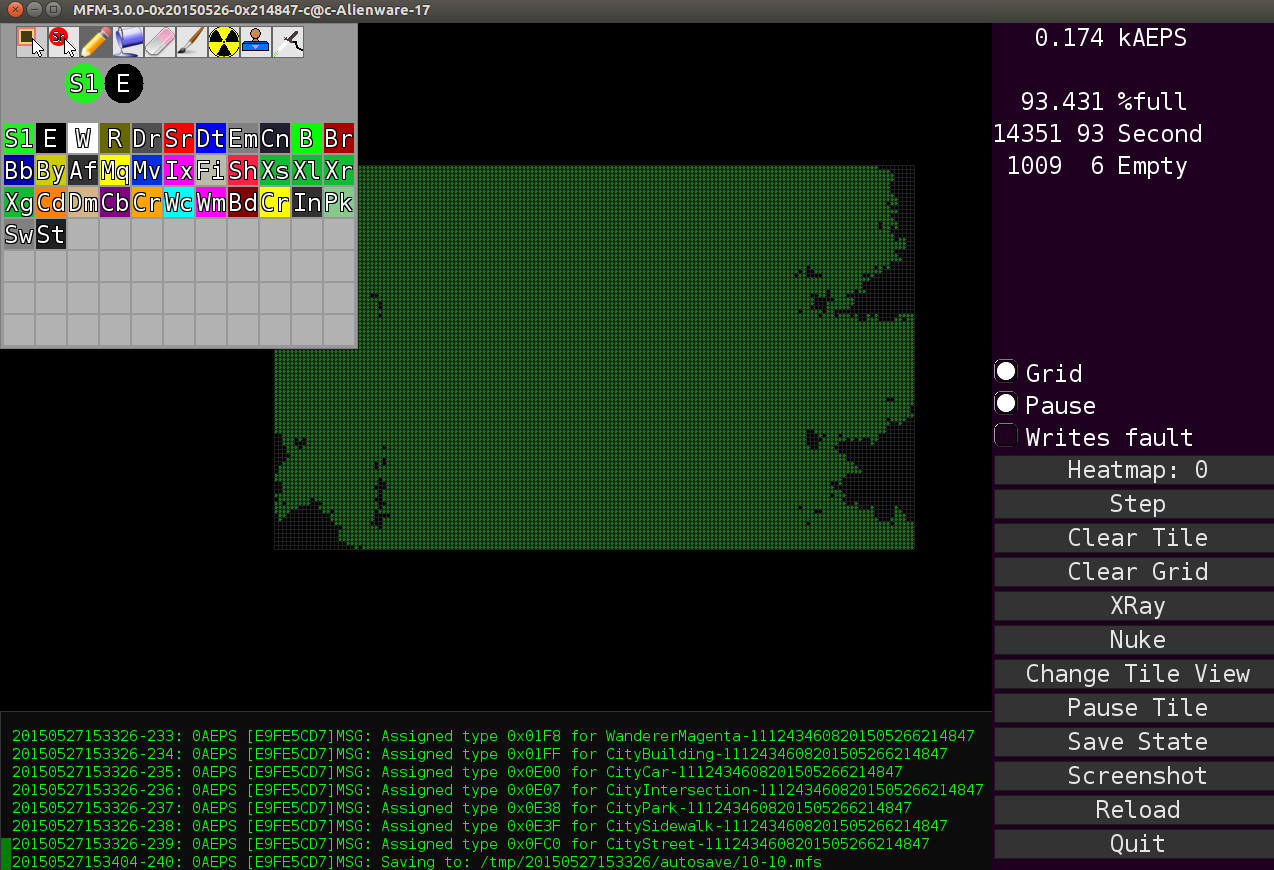 MFM-3.0.0-0x20150526-0x214847-c@c-Alienware-17
Sr
S1 E
S1 E W R Dr Sr Dt Em Cn B Br
Bb By Af Mq Mv Ix Fi Sh Xs Xl Xr
Xg Cd Dm Cb Cr Wc Wm Bd Cr In Pk
Sw St
0.174 kAEPS
93.431 %full
14351 93 Second
1009 6 Empty
Grid
Pause
Writes fault
Heatmap: 0
Step
Clear Tile
Clear Grid
XRay
Nuke
Change Tile View
Pause Tile
Save State
Screenshot
Reload
Quit
20150527153326-233: 0AEPS [E9FE5CD7]MSG: Assigned type 0x01F8 for WandererMagenta-1112434608201505266214847
20150527153326-234: 0AEPS [E9FE5CD7]MSG: Assigned type 0x01FF for CityBuilding-1112434608201505266214847
20150527153326-235: 0AEPS [E9FE5CD7]MSG: Assigned type 0x0E00 for CityCar-1112434608201505266214847
20150527153326-236: 0AEPS [E9FE5CD7]MSG: Assigned type 0x0E07 for CityIntersection-1112434608201505266214847
20150527153326-237: 0AEPS [E9FE5CD7]MSG: Assigned type 0x0E38 for CityPark-1112434608201505266214847
20150527153326-238: 0AEPS [E9FE5CD7]MSG: Assigned type 0x0E3F for CitySidewalk-1112434608201505266214847
20150527153326-239: 0AEPS [E9FE5CD7]MSG: Assigned type 0x0FC0 for CityStreet-1112434608201505266214847
20150527153404-240: 0AEPS [E9FE5CD7]MSG: Saving to: /tmp/20150527153326/autosave/10-10.mfs